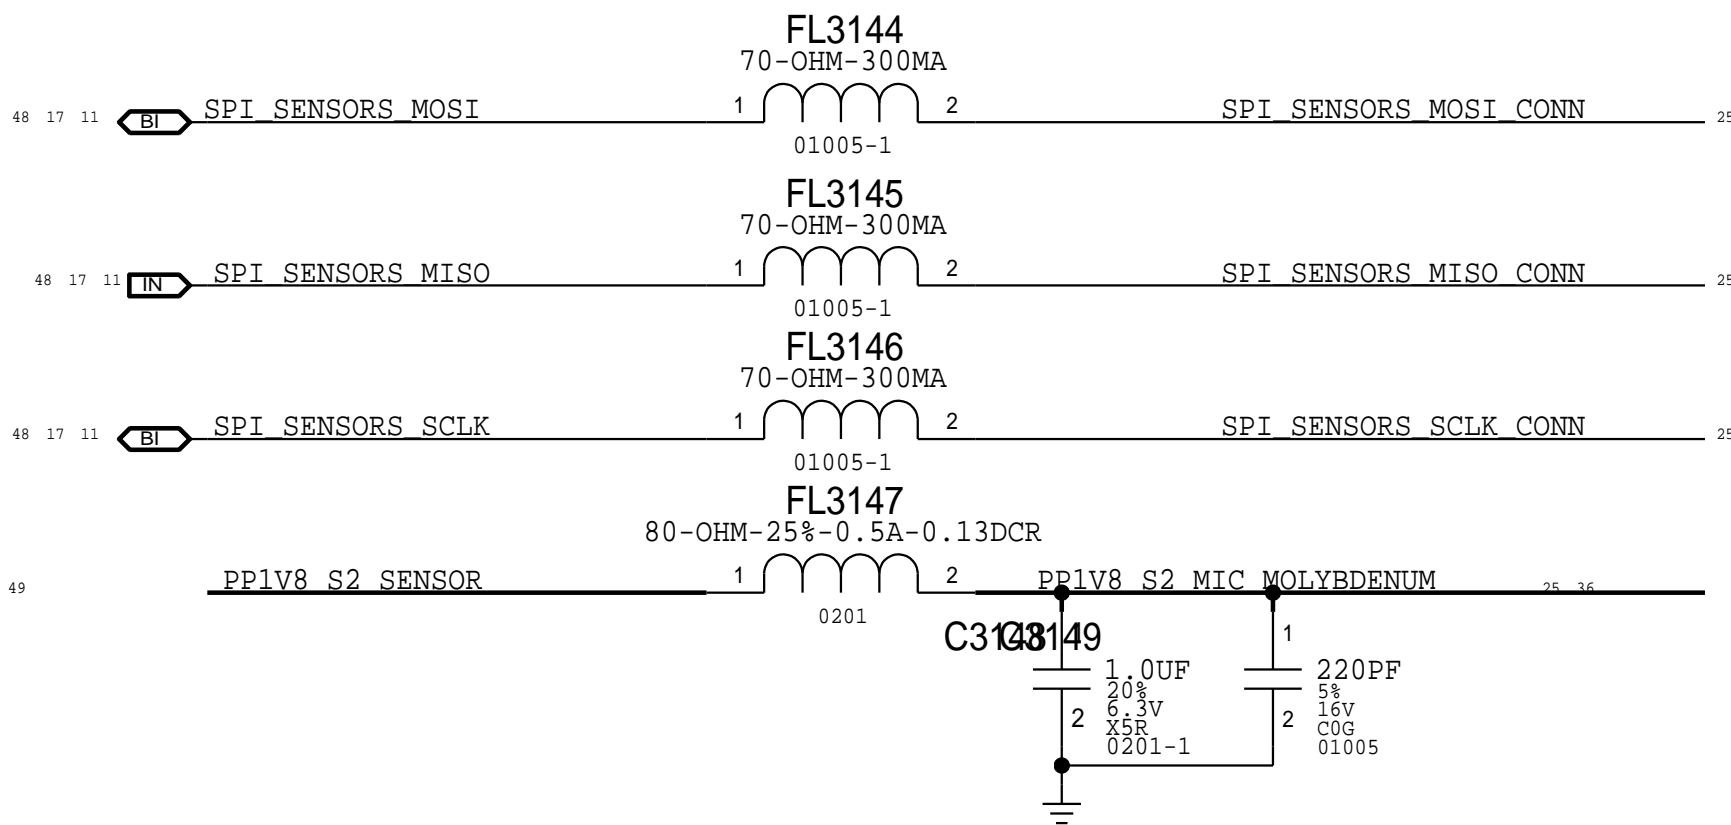 FL3144
70-OHM-300MA
48 17 11 BI SPI_SENSORS_MOSI 1 2 SPI_SENSORS_MOSI_CONN 25
01005-1
FL3145
70-OHM-300MA
48 17 11 IN SPI_SENSORS_MISO 1 2 SPI_SENSORS_MISO_CONN 25
01005-1
FL3146
70-OHM-300MA
48 17 11 BI SPI_SENSORS_SCLK 1 2 SPI_SENSORS_SCLK_CONN 25
01005-1
FL3147
80-OHM-25%-0.5A-0.13DCR
49 PP1V8_S2_SENSOR 1 2 PP1V8_S2_MIC_MOLYBDENUM 25 36
0201
C3148 C3149 1
1.0UF 220PF
20% 5%
6.3V 16V
2 X5R 2 C0G
0201-1 01005